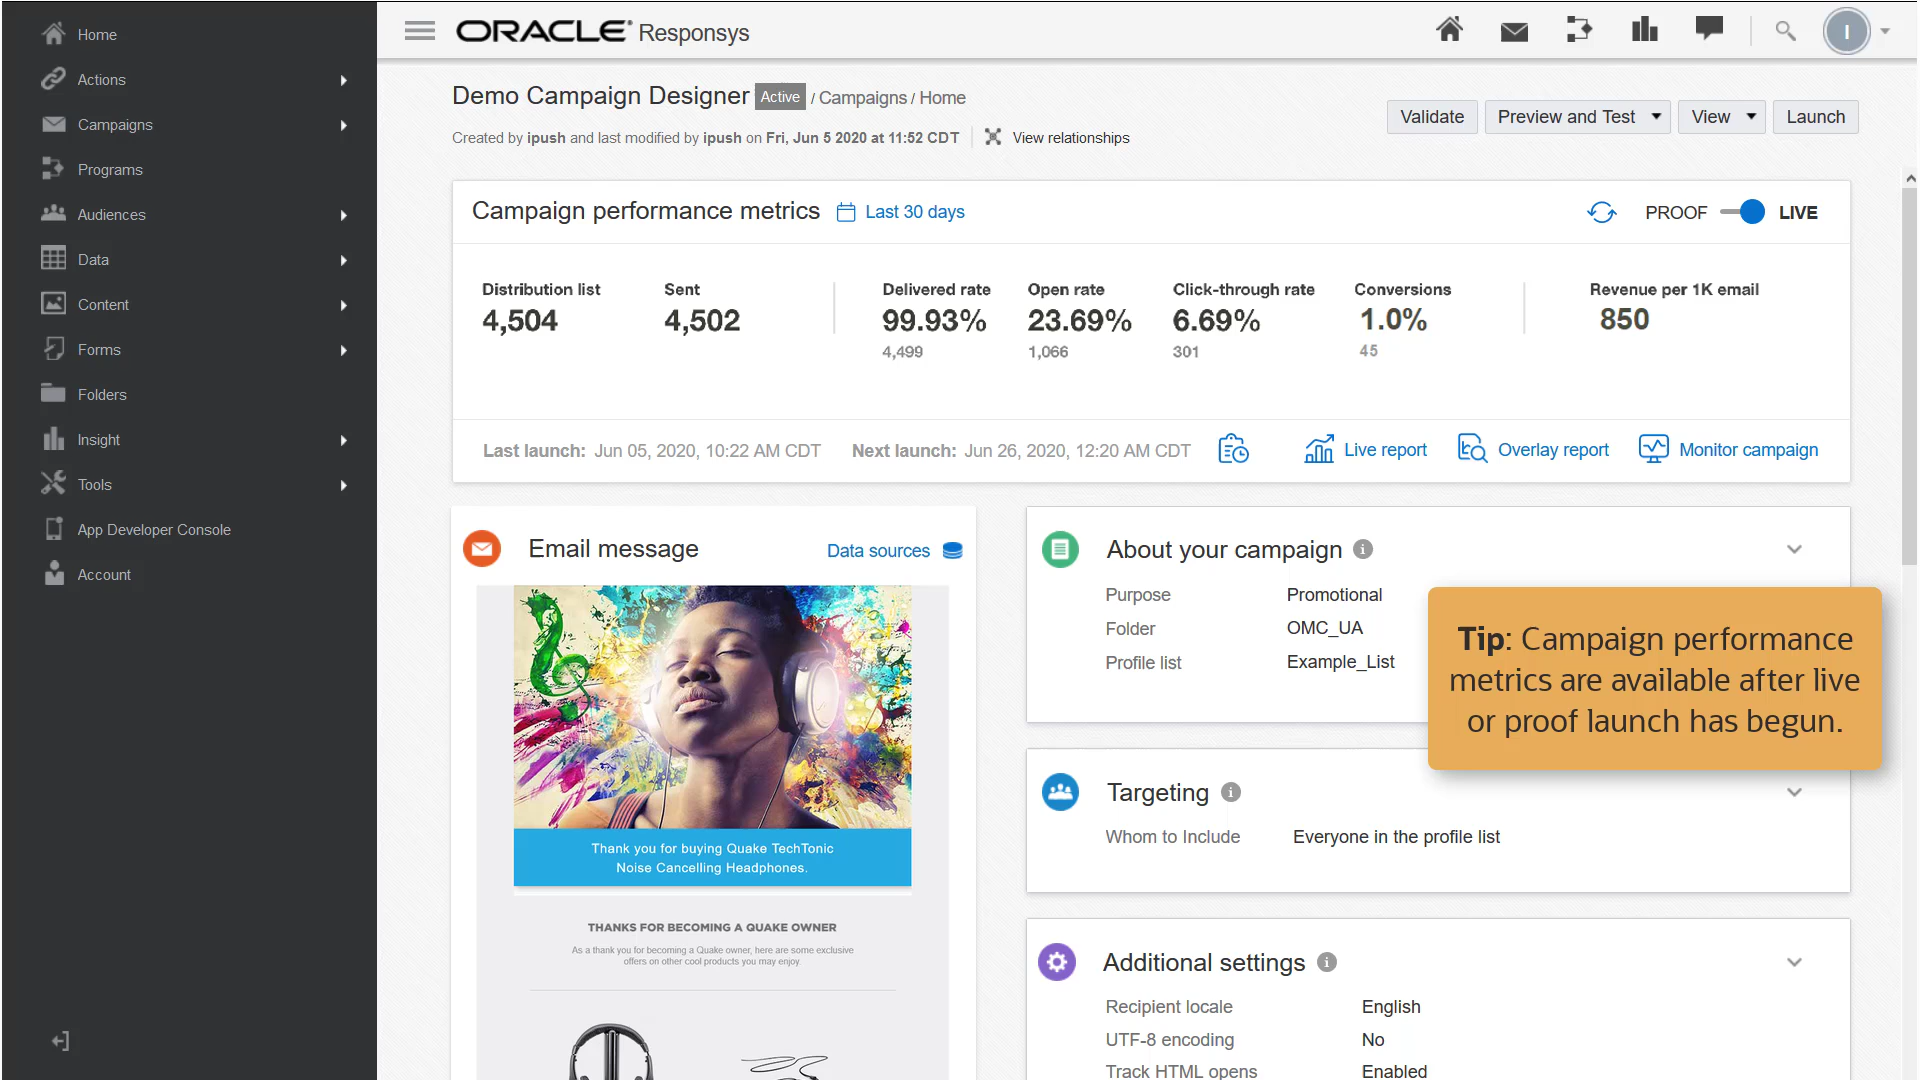 Home
Actions
Campaigns
Programs
Audiences
Data
Content
Forms
Folders
Insight
Tools
App Developer Console
Account
ORACLE® Responsys
I
Demo Campaign Designer Active / Campaigns / Home
Created by ipush and last modified by ipush on Fri, Jun 5 2020 at 11:52 CDT View relationships
Validate Preview and Test View Launch
Campaign performance metrics Last 30 days PROOF LIVE
Distribution list Sent Delivered rate Open rate Click-through rate Conversions Revenue per 1K email
4,504 4,502 99.93% 23.69% 6.69% 1.0% 850
4,499 1,066 301 45
Last launch: Jun 05, 2020, 10:22 AM CDT Next launch: Jun 26, 2020, 12:20 AM CDT Live report Overlay report Monitor campaign
Email message Data sources
Thank you for buying Quake TechTonic
Noise Cancelling Headphones.
THANKS FOR BECOMING A QUAKE OWNER
As a thank you for becoming a Quake owner, here are some exclusive
offers on other cool products you may enjoy.
About your campaign
Purpose Promotional
Folder OMC_UA
Profile list Example_List
Tip: Campaign performance
metrics are available after live
or proof launch has begun.
Targeting
Whom to Include Everyone in the profile list
Additional settings
Recipient locale English
UTF-8 encoding No
Track HTML opens Enabled